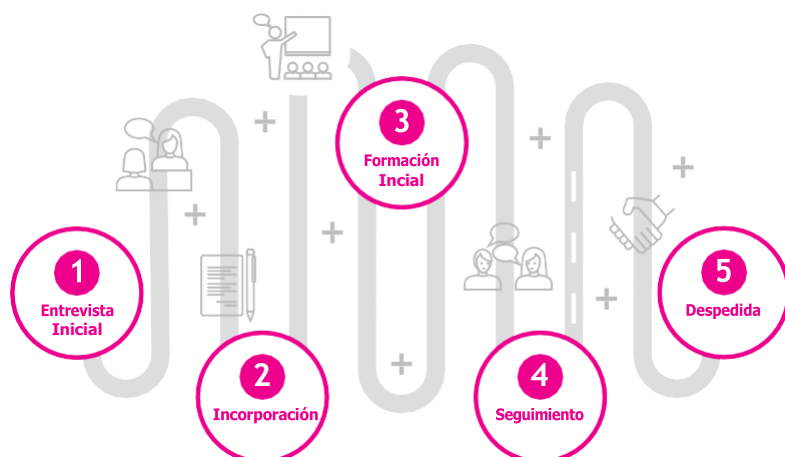 1
Entrevista
Inicial
2
Incorporación
3
Formación
Incial
4
Seguimiento
5
Despedida